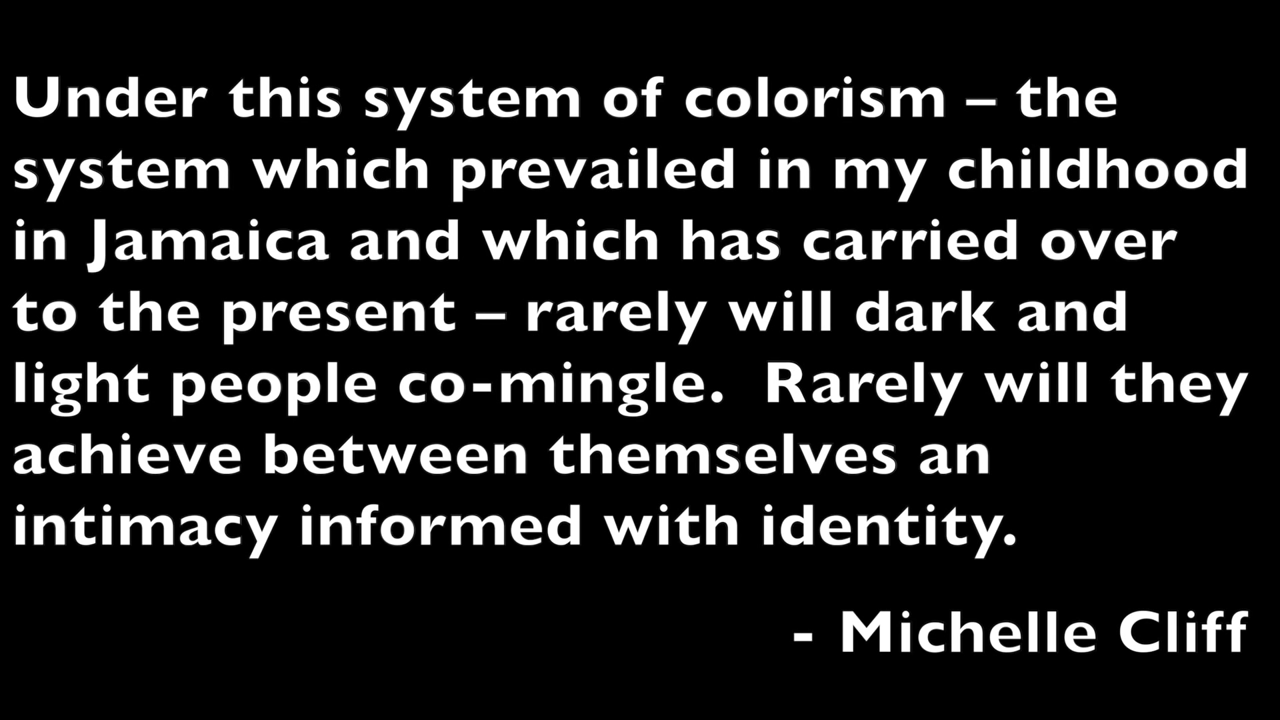 Under this system of colorism – the
system which prevailed in my childhood
in Jamaica and which has carried over
to the present – rarely will dark and
light people co-mingle.  Rarely will they
achieve between themselves an
intimacy informed with identity.
- Michelle Cliff